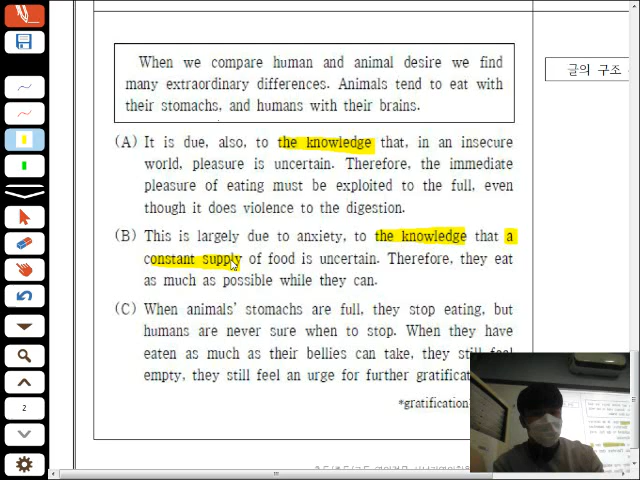 When we compare human and animal desire we find
many extraordinary differences. Animals tend to eat with
their stomachs, and humans with their brains.
글의 구조
(A) It is due, also, to the knowledge that, in an insecure
world, pleasure is uncertain. Therefore, the immediate
pleasure of eating must be exploited to the full, even
though it does violence to the digestion.
(B) This is largely due to anxiety, to the knowledge that a
constant supply of food is uncertain. Therefore, they eat
as much as possible while they can.
(C) When animals' stomachs are full, they stop eating, but
humans are never sure when to stop. When they have
eaten as much as their bellies can take, they still feel
empty, they still feel an urge for further gratificat
*gratification
2